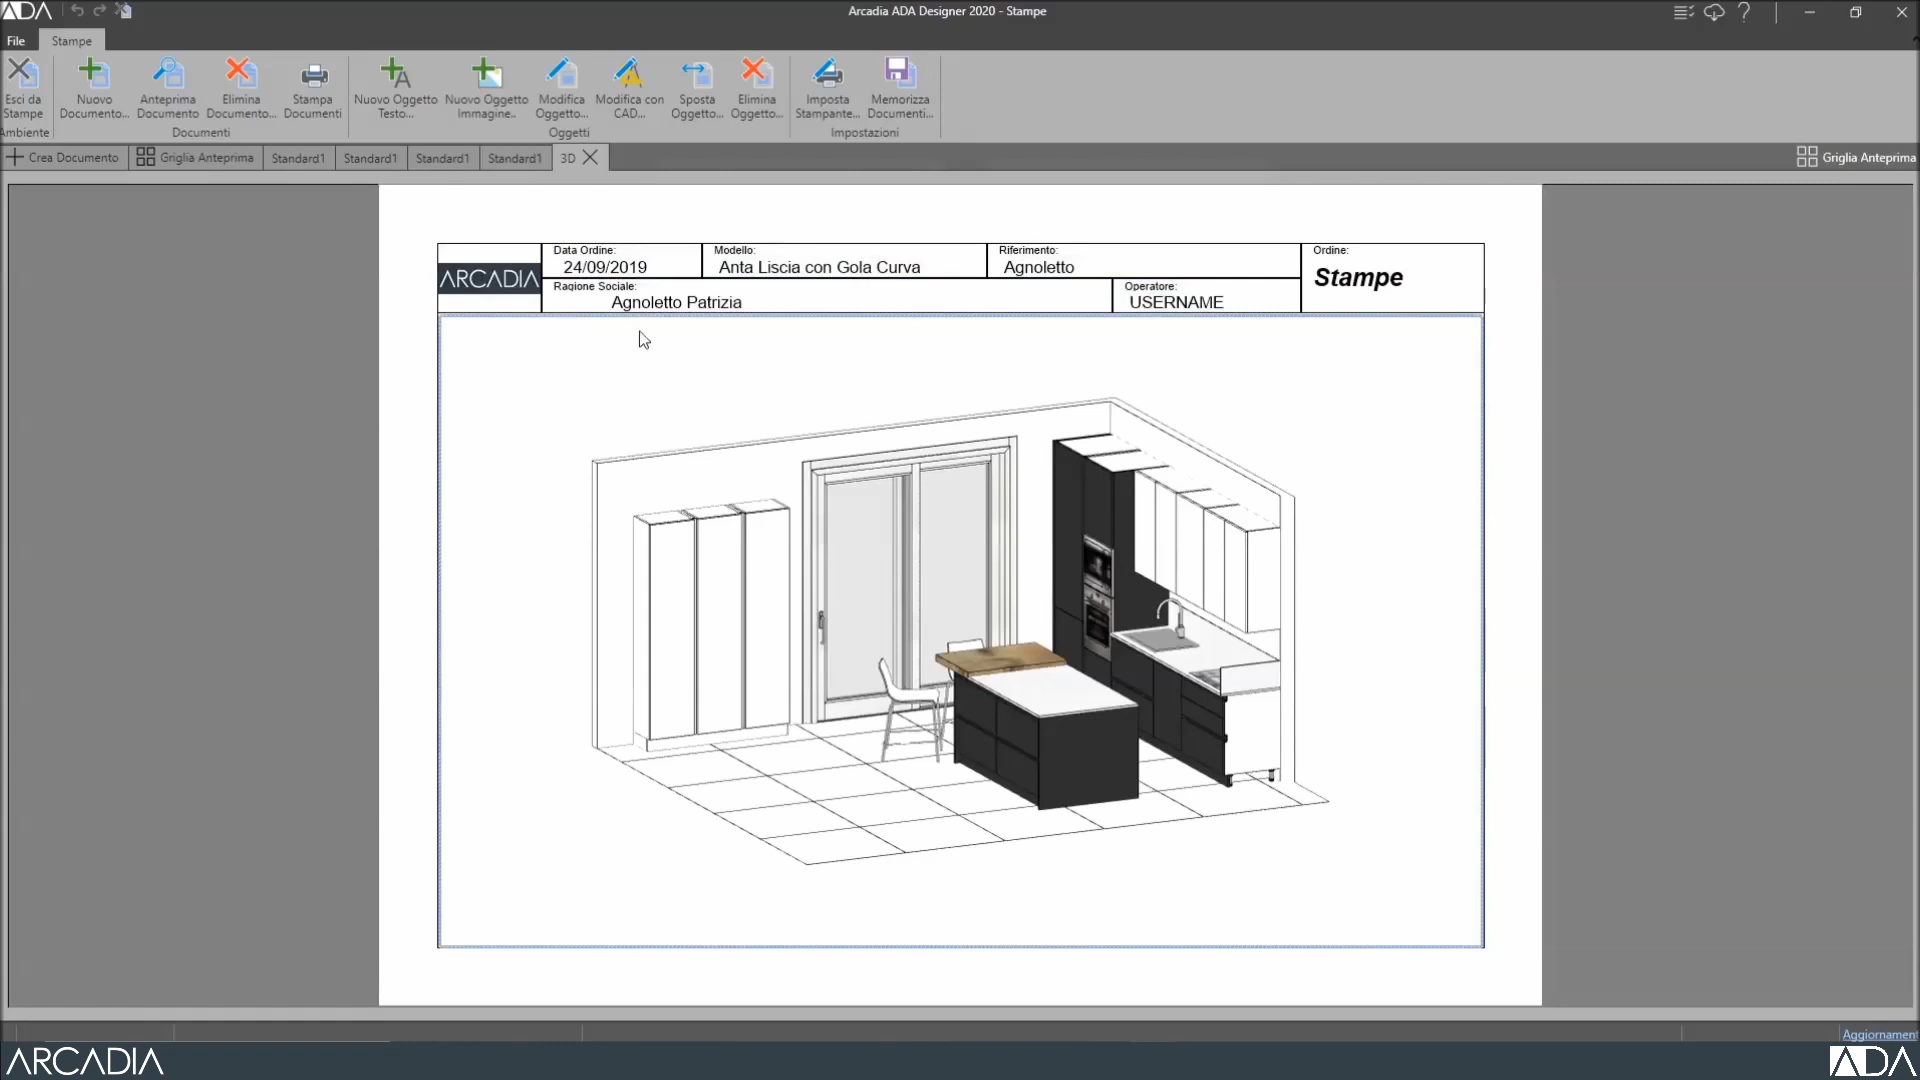 ADA
Arcadia ADA Designer 2020 - Stampe
File
Stampe
Esci da
Stampe
Nuovo
Documento...
Anteprima
Documento
Elimina
Documento...
Stampa
Documenti
Nuovo Oggetto
Testo...
Nuovo Oggetto
Immagine..
Modifica
Oggetto...
Modifica con
CAD...
Sposta
Oggetto...
Elimina
Oggetto...
Imposta
Stampante...
Memorizza
Documenti...
Ambiente
Documenti
Oggetti
Impostazioni
Crea Documento
Griglia Anteprima
Standard1
Standard1
Standard1
Standard1
3D
Griglia Anteprima
ARCADIA
Data Ordine:
24/09/2019
Modello:
Anta Liscia con Gola Curva
Riferimento:
Agnoletto
Ordine:
Stampe
Ragione Sociale:
Agnoletto Patrizia
Operatore:
USERNAME
Aggiornament
ARCADIA
ADA